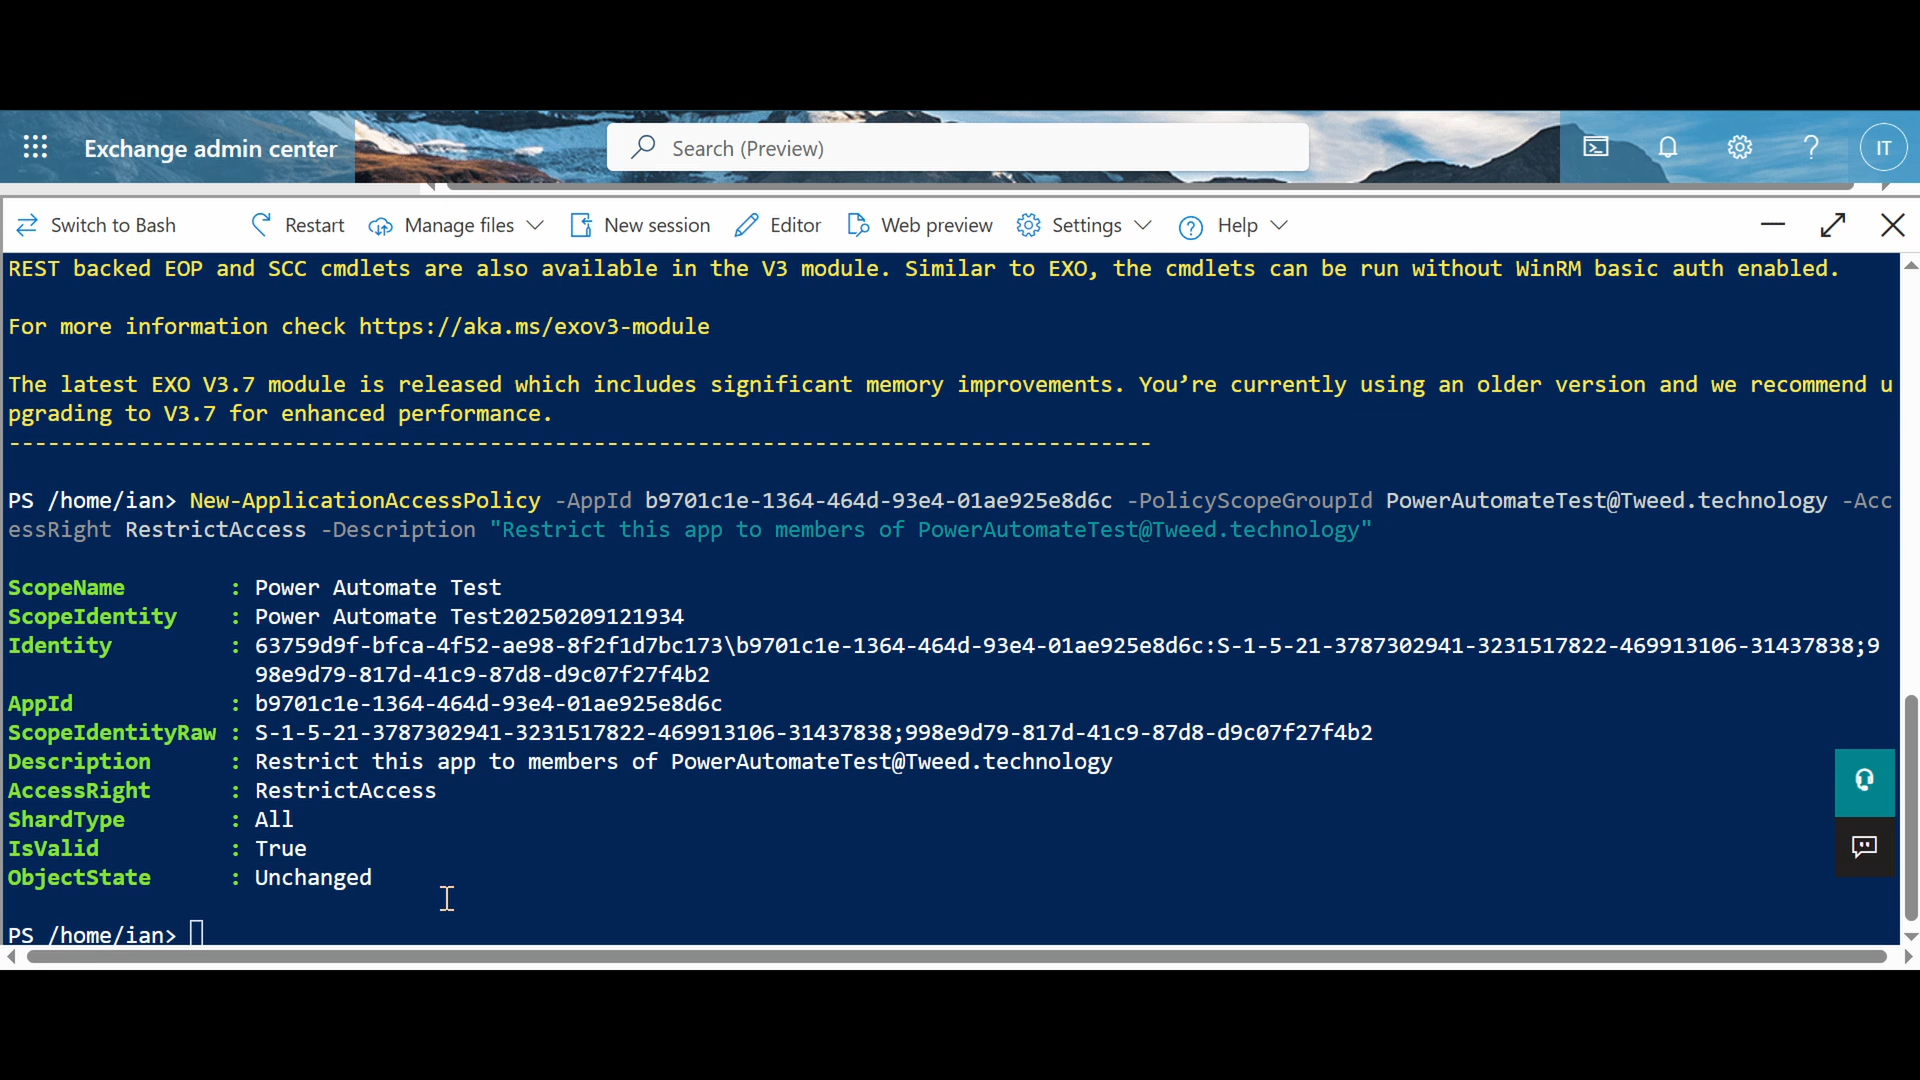 Exchange admin center
Search (Preview)
IT
Switch to Bash Restart Manage files New session Editor Web preview Settings Help
REST backed EOP and SCC cmdlets are also available in the V3 module. Similar to EXO, the cmdlets can be run without WinRM basic auth enabled.
For more information check https://aka.ms/exov3-module
The latest EXO V3.7 module is released which includes significant memory improvements. You’re currently using an older version and we recommend u
pgrading to V3.7 for enhanced performance.
----------------------------------------------------------------------------------------
PS /home/ian> New-ApplicationAccessPolicy -AppId b9701c1e-1364-464d-93e4-01ae925e8d6c -PolicyScopeGroupId PowerAutomateTest@Tweed.technology -Acc
essRight RestrictAccess -Description "Restrict this app to members of PowerAutomateTest@Tweed.technology"
ScopeName : Power Automate Test
ScopeIdentity : Power Automate Test20250209121934
Identity : 63759d9f-bfca-4f52-ae98-8f2f1d7bc173\b9701c1e-1364-464d-93e4-01ae925e8d6c:S-1-5-21-3787302941-3231517822-469913106-31437838;9
98e9d79-817d-41c9-87d8-d9c07f27f4b2
AppId : b9701c1e-1364-464d-93e4-01ae925e8d6c
ScopeIdentityRaw : S-1-5-21-3787302941-3231517822-469913106-31437838;998e9d79-817d-41c9-87d8-d9c07f27f4b2
Description : Restrict this app to members of PowerAutomateTest@Tweed.technology
AccessRight : RestrictAccess
ShardType : All
IsValid : True
ObjectState : Unchanged
PS /home/ian>